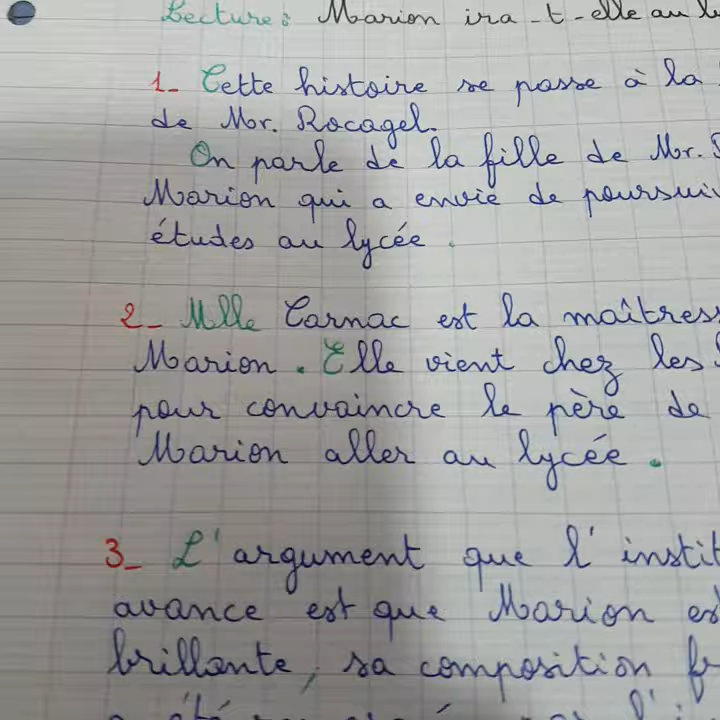 Lecture: Marion ira-t-elle au
1- Cette histoire se passe à la
de Mr. Rocagel.
On parle de la fille de Mr.
Marion qui a envie de poursui
études au lycée.
2- Mlle Carnac est la maîtres
Marion. Elle vient chez les
pour convaincre le père de
Marion aller au lycée.
3- L'argument que l'instit
avance est que Marion es
brillante, sa composition